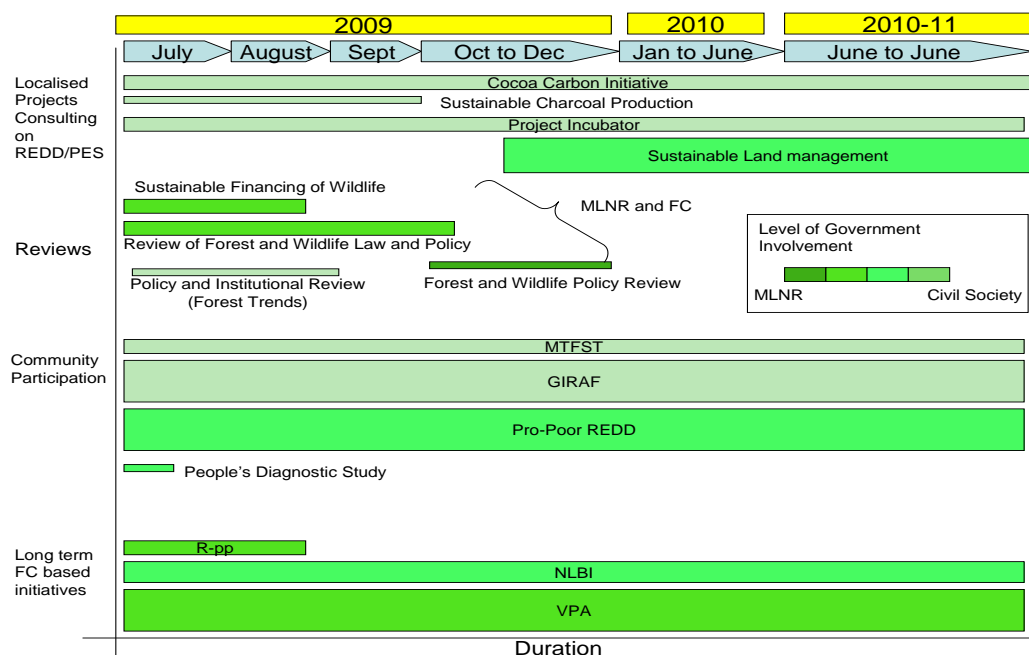 2009
2010
2010-11
July
August
Sept
Oct to Dec
Jan to June
June to June
Localised
Projects
Consulting
on
REDD/PES
Cocoa Carbon Initiative
Sustainable Charcoal Production
Project Incubator
Sustainable Land management
Reviews
Sustainable Financing of Wildlife
Review of Forest and Wildlife Law and Policy
Policy and Institutional Review
(Forest Trends)
MLNR and FC
Forest and Wildlife Policy Review
Level of Government
Involvement
MLNR
Civil Society
Community
Participation
MTFST
GIRAF
Pro-Poor REDD
People's Diagnostic Study
Long term
FC based
initiatives
R-pp
NLBI
VPA
Duration